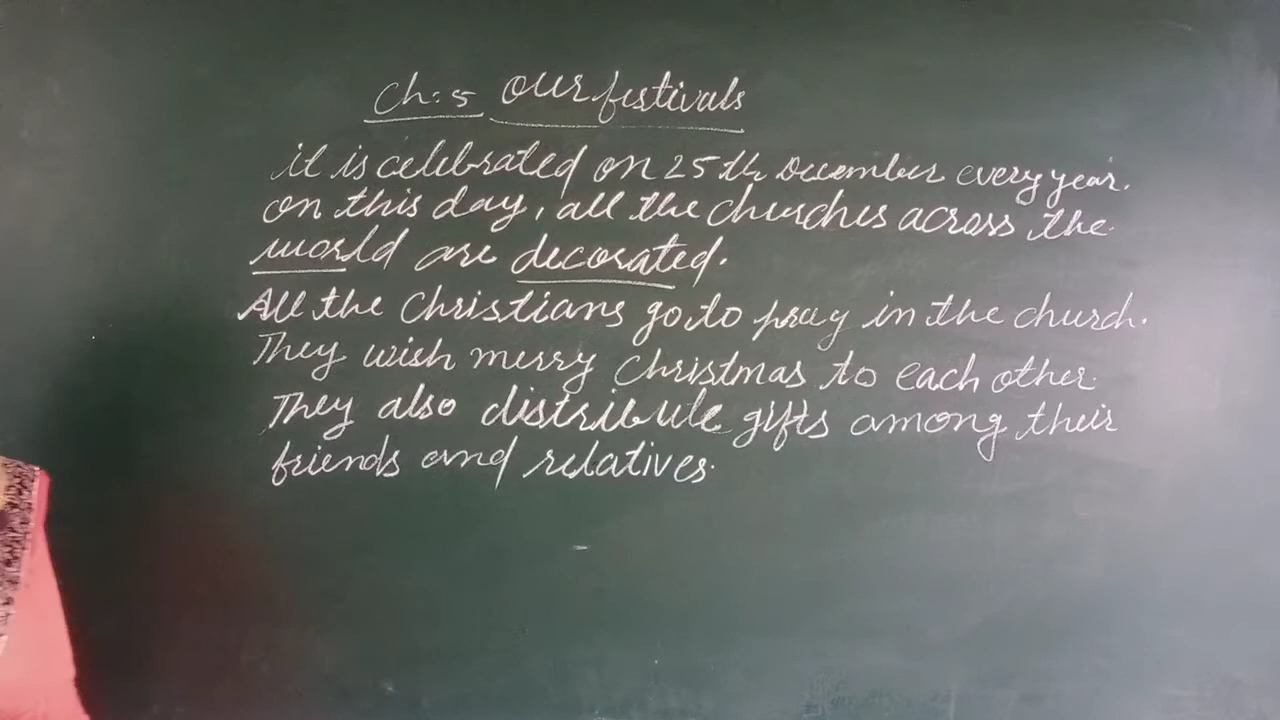 Ch:5 Our festivals
it is celebrated on 25th December every year.
on this day, all the churches across the
world are decorated.
All the Christians go to pray in the church.
They wish merry Christmas to each other.
They also distribute gifts among their
friends and relatives.